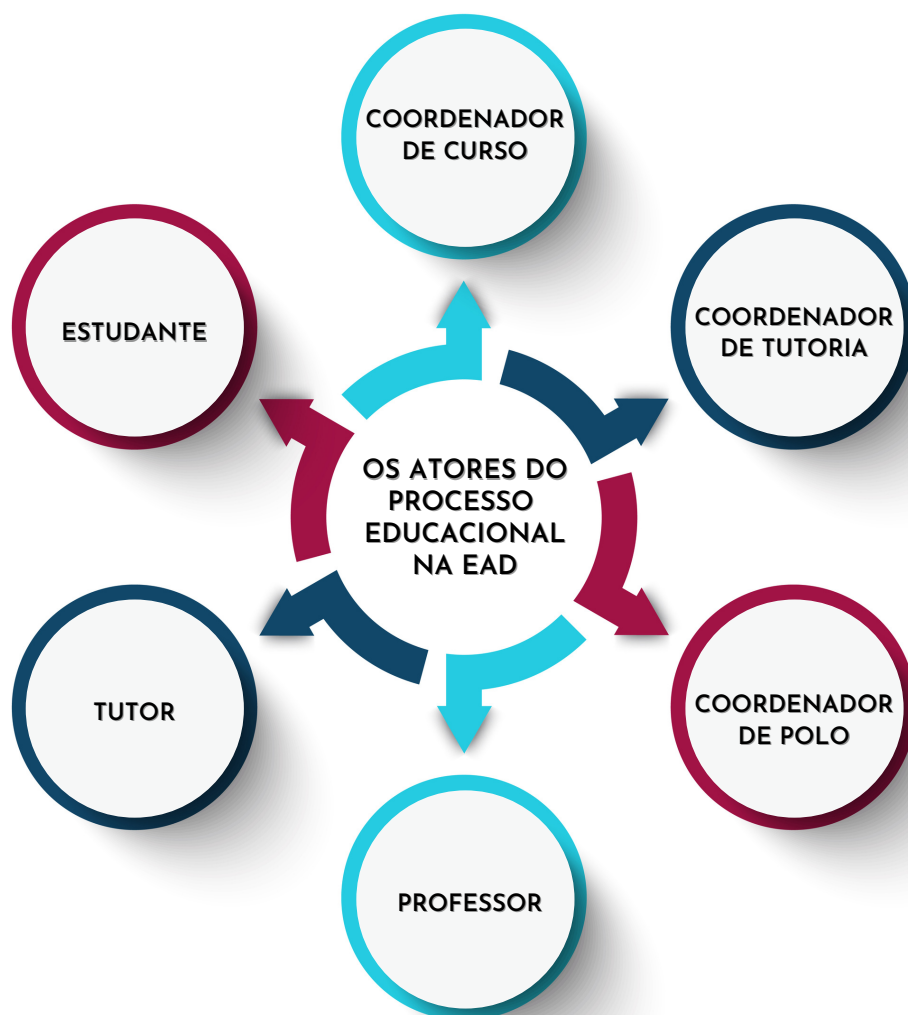 COORDENADOR
DE CURSO
ESTUDANTE
COORDENADOR
DE TUTORIA
OS ATORES DO
PROCESSO
EDUCACIONAL
NA EAD
TUTOR
COORDENADOR
DE POLO
PROFESSOR